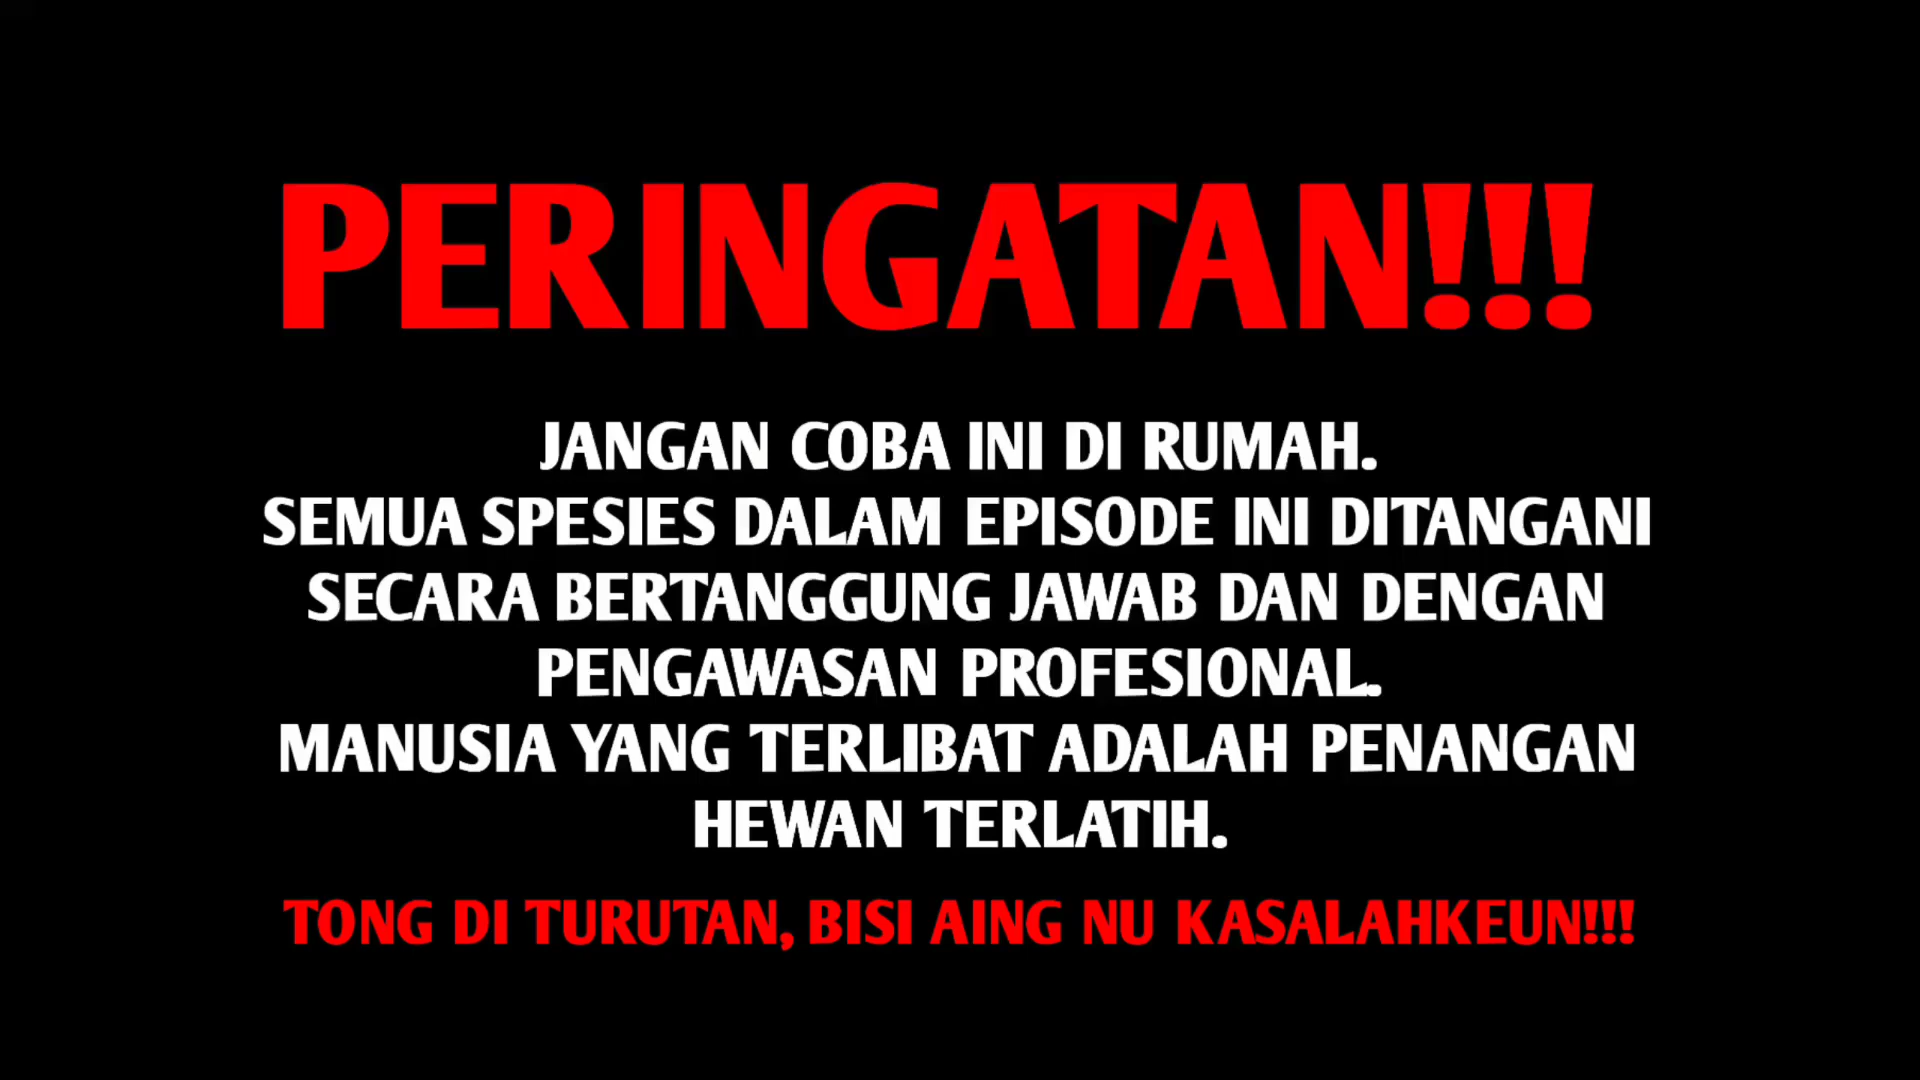 PERINGATAN!!!
JANGAN COBA INI DI RUMAH.
SEMUA SPESIES DALAM EPISODE INI DITANGANI
SECARA BERTANGGUNG JAWAB DAN DENGAN
PENGAWASAN PROFESIONAL.
MANUSIA YANG TERLIBAT ADALAH PENANGAN
HEWAN TERLATIH.
TONG DI TURUTAN, BISI AING NU KASALAHKEUN!!!